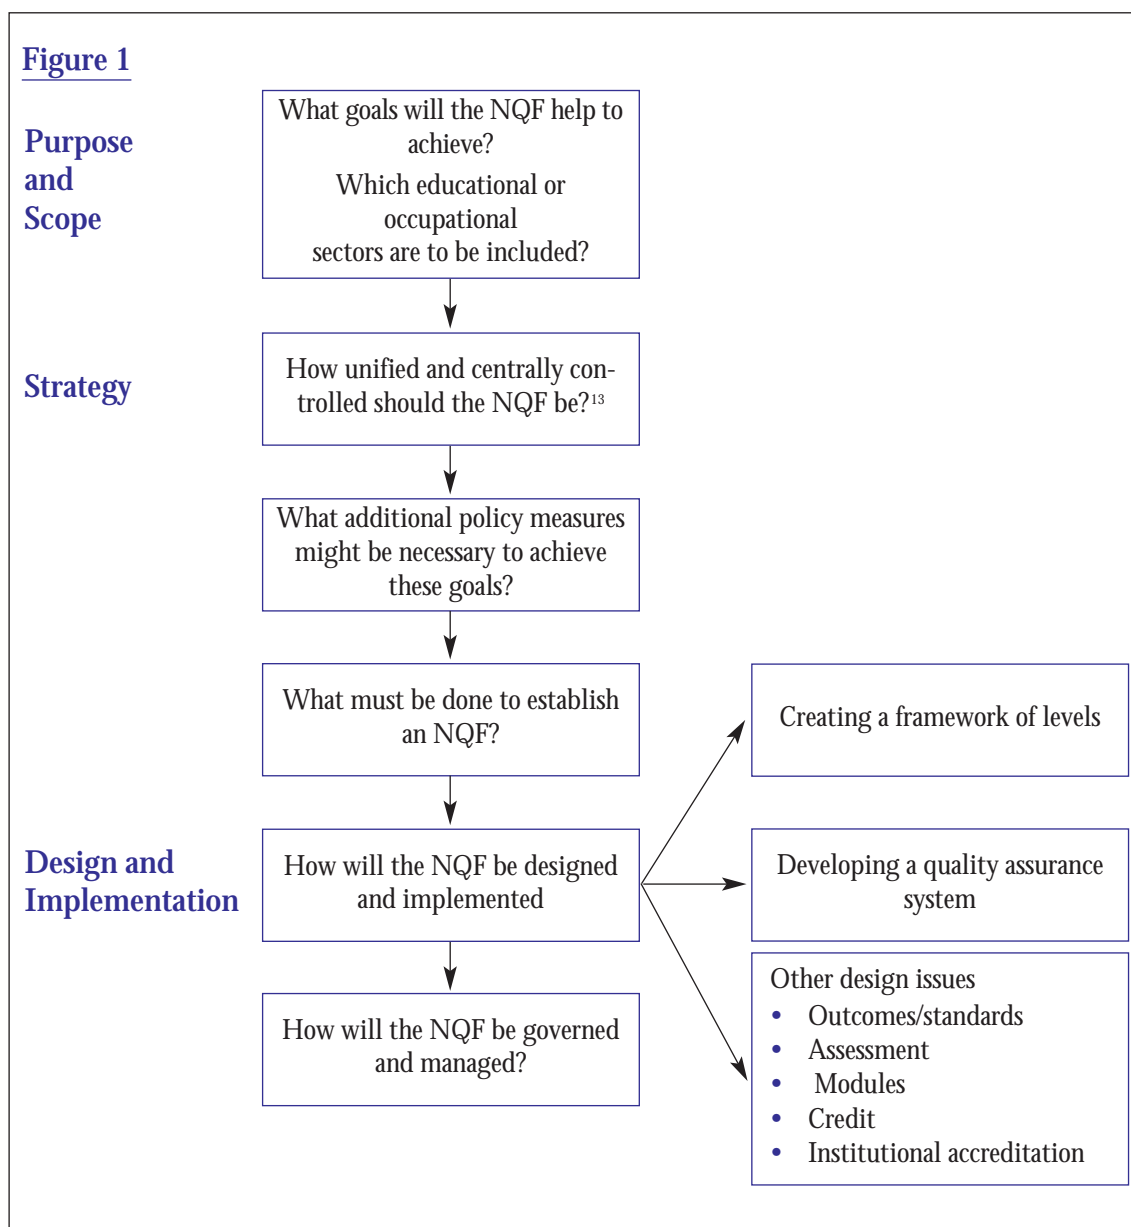 Figure 1
Purpose
and
Scope
What goals will the NQF help to
achieve?
Which educational or
occupational
sectors are to be included?
Strategy
How unified and centrally con-
trolled should the NQF be?¹³
What additional policy measures
might be necessary to achieve
these goals?
What must be done to establish
an NQF?
Creating a framework of levels
Design and
Implementation
How will the NQF be designed
and implemented
Developing a quality assurance
system
How will the NQF be governed
and managed?
Other design issues
• Outcomes/standards
• Assessment
• Modules
• Credit
• Institutional accreditation